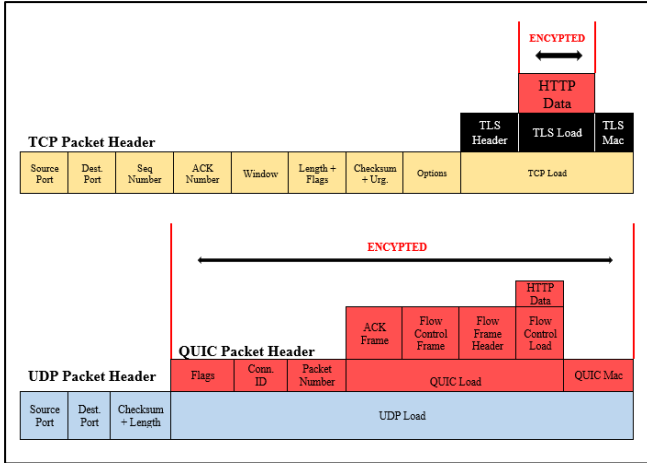 ENCYPTED
HTTP
Data
TLS
Header
TLS Load
TLS
Mac
TCP Packet Header
Source
Port
Dest.
Port
Seq
Number
ACK
Number
Window
Length +
Flags
Checksum
+ Urg.
Options
TCP Load
ENCYPTED
HTTP
Data
ACK
Frame
Flow
Control
Frame
Flow
Frame
Header
Flow
Control
Load
QUIC Packet Header
UDP Packet Header
Flags
Conn.
ID
Packet
Number
QUIC Load
QUIC Mac
Source
Port
Dest.
Port
Checksum
+ Length
UDP Load